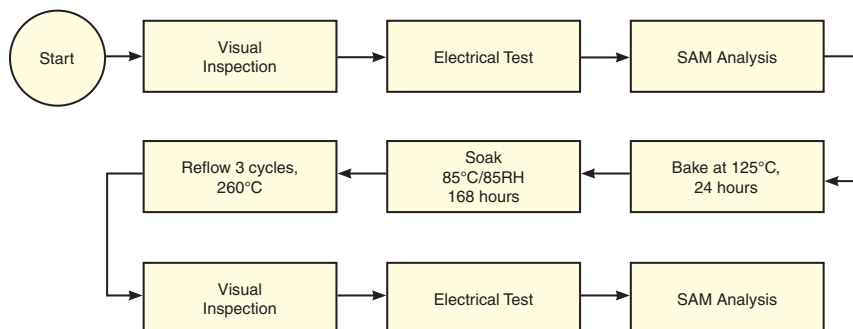 Start
Visual
Inspection
Electrical Test
SAM Analysis
Reflow 3 cycles,
260°C
Soak
85°C/85RH
168 hours
Bake at 125°C,
24 hours
Visual
Inspection
Electrical Test
SAM Analysis